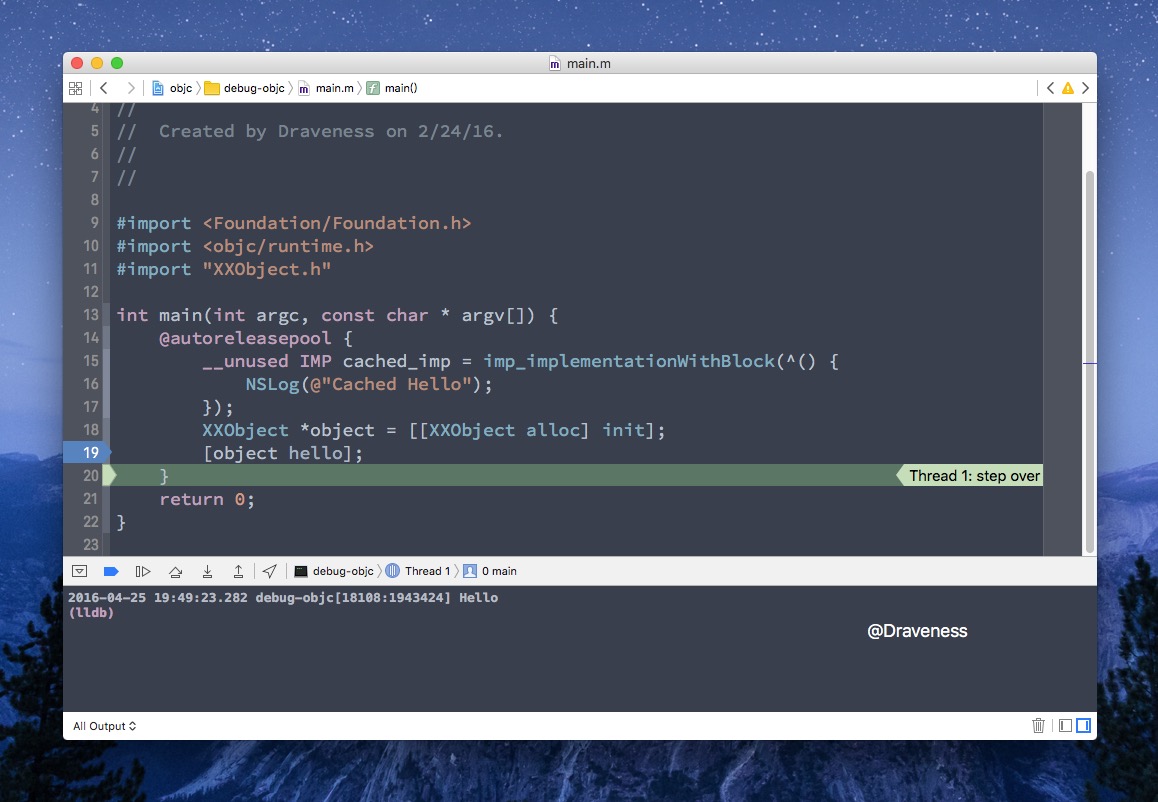 main.m
objc debug-objc main.m main()
4 //
5 //  Created by Draveness on 2/24/16.
6 //
7 //
8
9 #import <Foundation/Foundation.h>
10 #import <objc/runtime.h>
11 #import "XXObject.h"
12
13 int main(int argc, const char * argv[]) {
14     @autoreleasepool {
15         __unused IMP cached_imp = imp_implementationWithBlock(^() {
16             NSLog(@"Cached Hello");
17         });
18         XXObject *object = [[XXObject alloc] init];
19         [object hello];
20     } Thread 1: step over
21     return 0;
22 }
23
debug-objc Thread 1 0 main
2016-04-25 19:49:23.282 debug-objc[18108:1943424] Hello
(lldb)
@Draveness
All Output